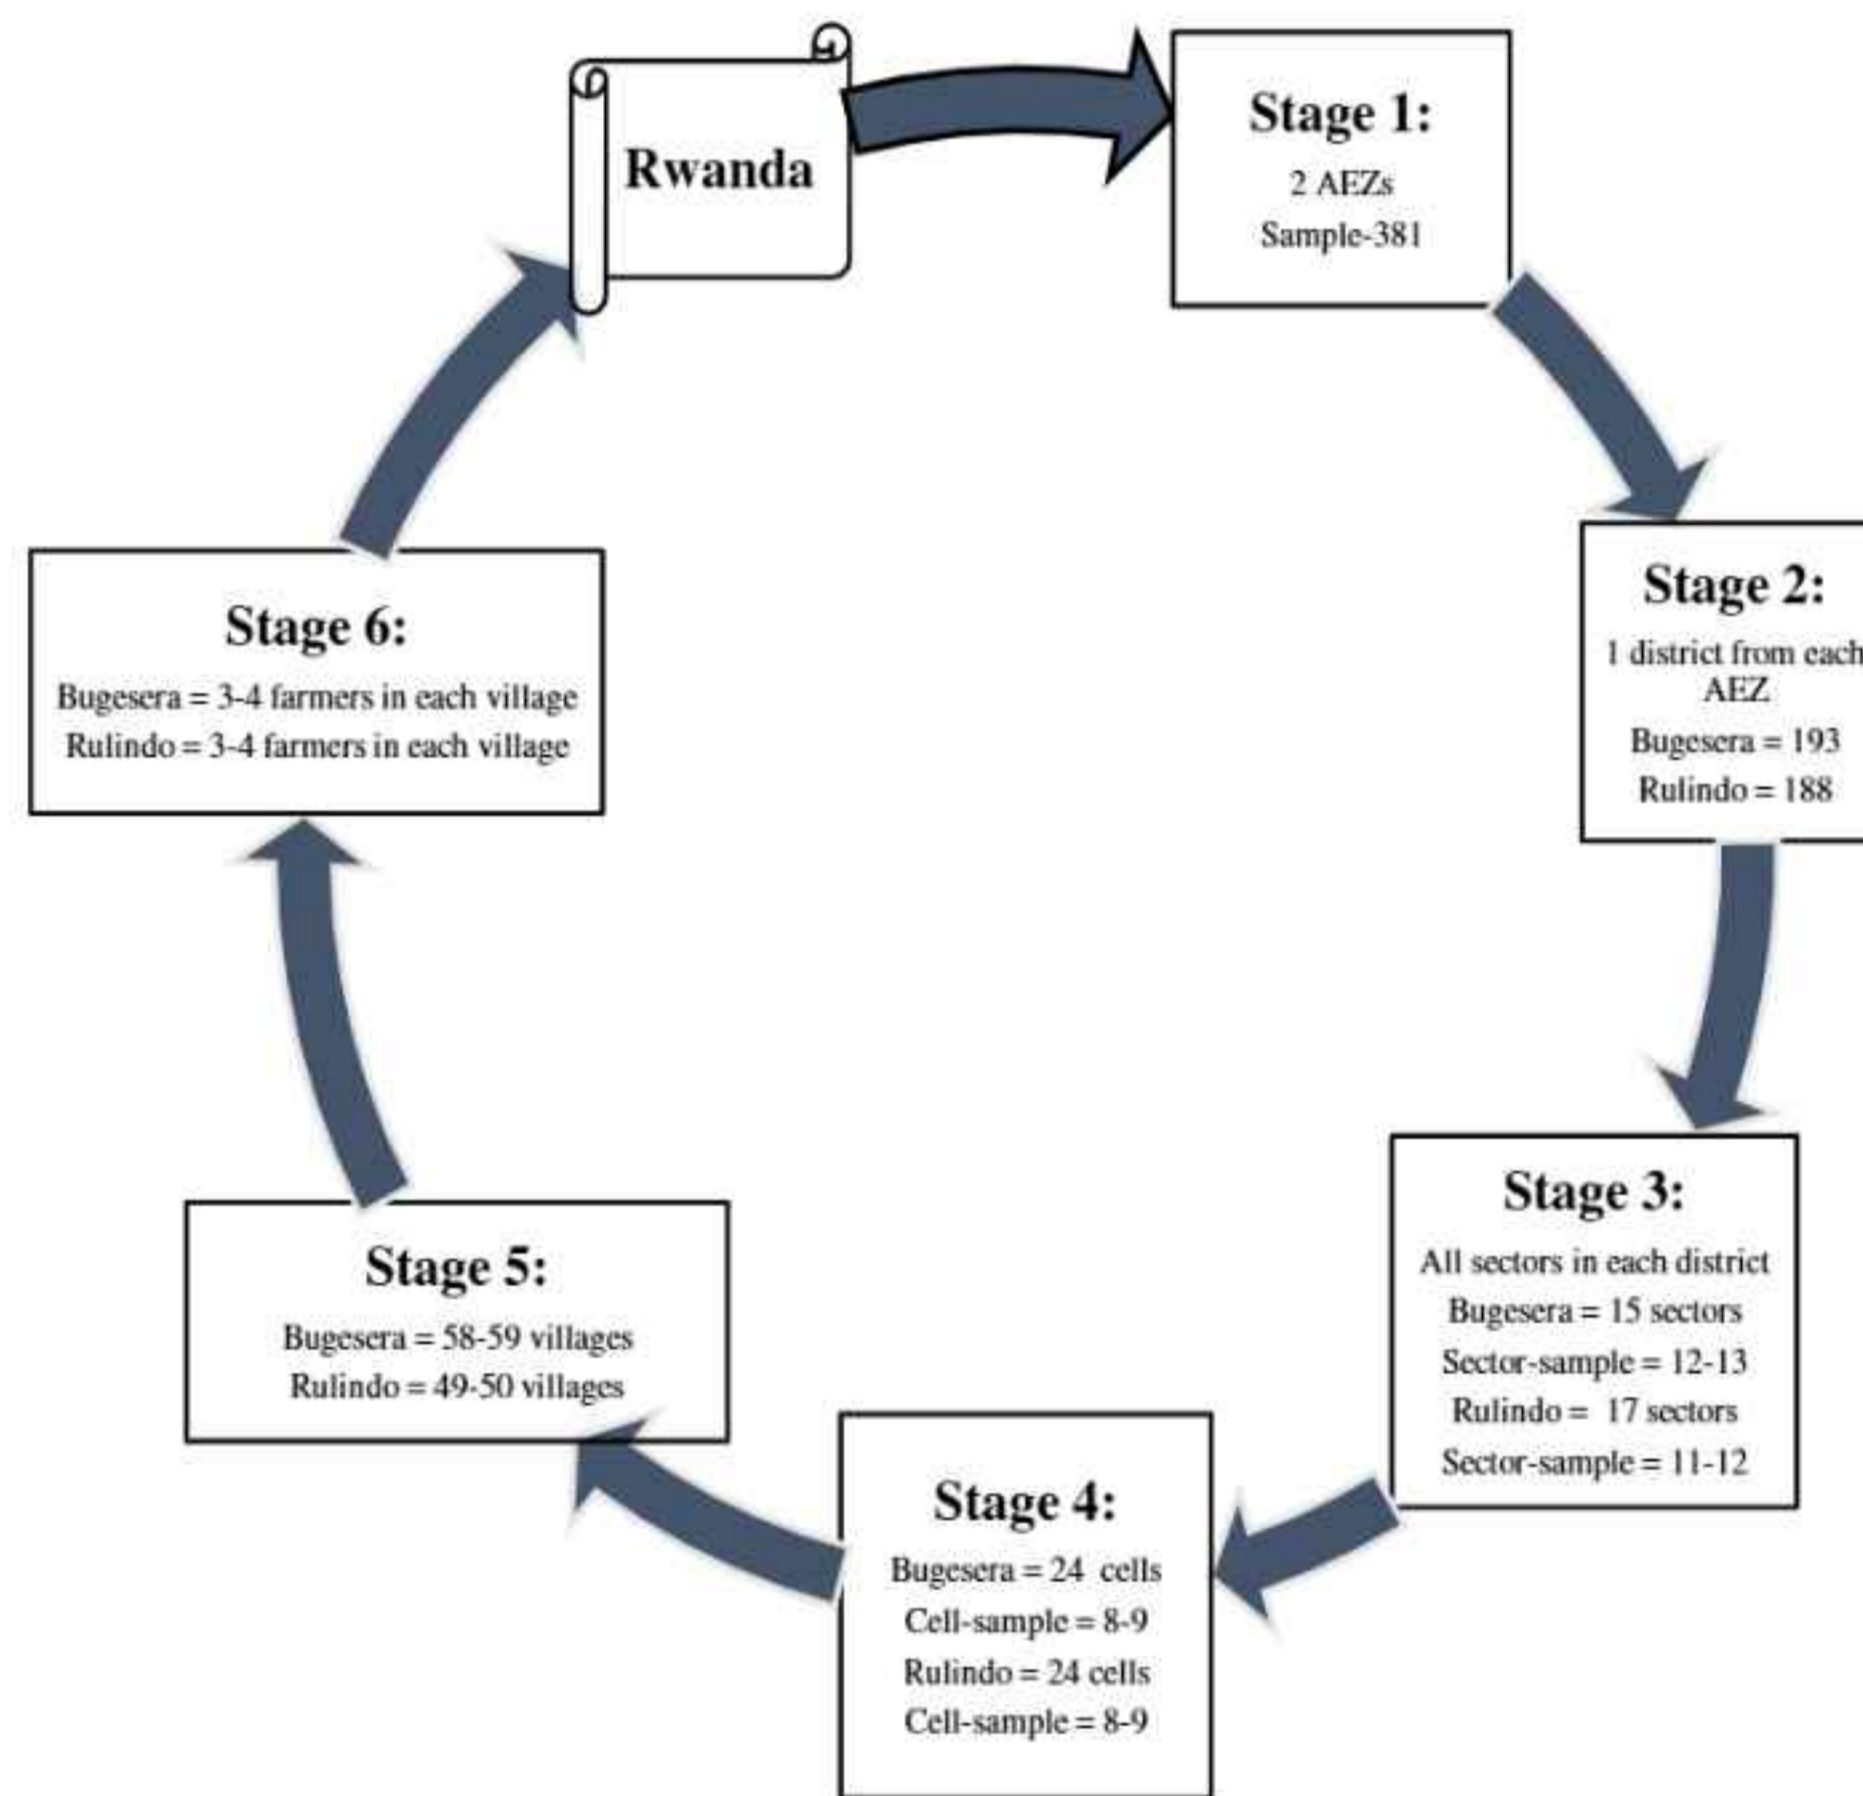 Rwanda
Stage 1:
2 AEZs
Sample-381
Stage 2:
1 district from each
AEZ
Bugesera = 193
Rulindo = 188
Stage 3:
All sectors in each district
Bugesera = 15 sectors
Sector-sample = 12-13
Rulindo = 17 sectors
Sector-sample = 11-12
Stage 4:
Bugesera = 24 cells
Cell-sample = 8-9
Rulindo = 24 cells
Cell-sample = 8-9
Stage 5:
Bugesera = 58-59 villages
Rulindo = 49-50 villages
Stage 6:
Bugesera = 3-4 farmers in each village
Rulindo = 3-4 farmers in each village